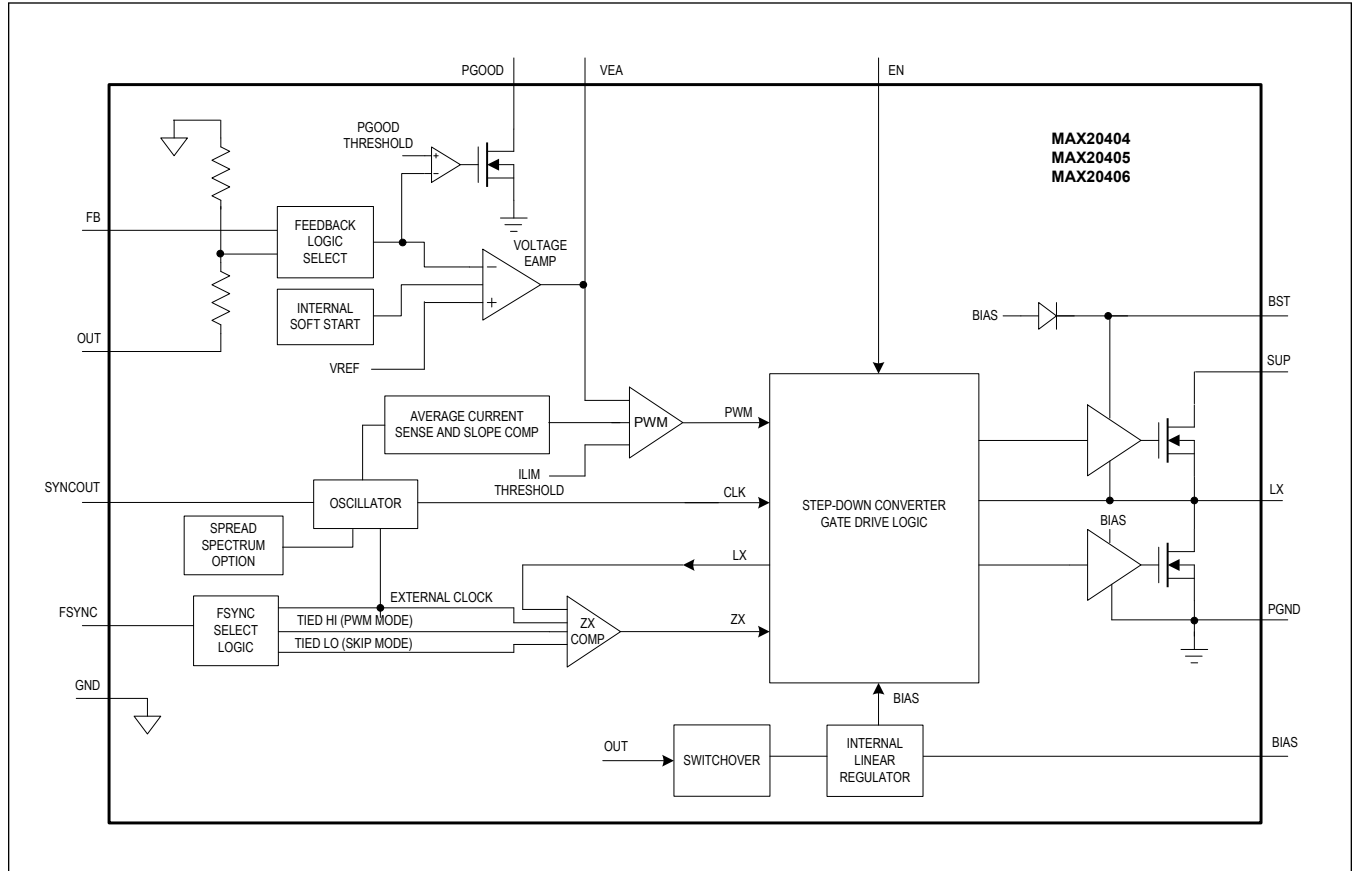 PGOOD
VEA
EN
PGOOD
THRESHOLD
MAX20404
MAX20405
MAX20406
+
-
FB
FEEDBACK
LOGIC
SELECT
VOLTAGE
EAMP
−
+
INTERNAL
SOFT START
OUT
VREF
BIAS
BST
SUP
AVERAGE CURRENT
SENSE AND SLOPE COMP
PWM
PWM
ILIM
THRESHOLD
SYNCOUT
OSCILLATOR
CLK
STEP-DOWN CONVERTER
GATE DRIVE LOGIC
LX
SPREAD
SPECTRUM
OPTION
BIAS
LX
FSYNC
FSYNC
SELECT
LOGIC
EXTERNAL CLOCK
TIED HI (PWM MODE)
TIED LO (SKIP MODE)
ZX
COMP
ZX
PGND
GND
BIAS
OUT
SWITCHOVER
INTERNAL
LINEAR
REGULATOR
BIAS